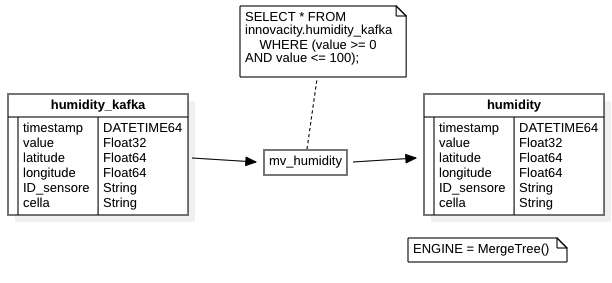 SELECT * FROM
innovacity.humidity_kafka
WHERE (value >= 0
AND value <= 100);
humidity_kafka
timestamp DATETIME64
value Float32
latitude Float64
longitude Float64
ID_sensore String
cella String
mv_humidity
humidity
timestamp DATETIME64
value Float32
latitude Float64
longitude Float64
ID_sensore String
cella String
ENGINE = MergeTree()